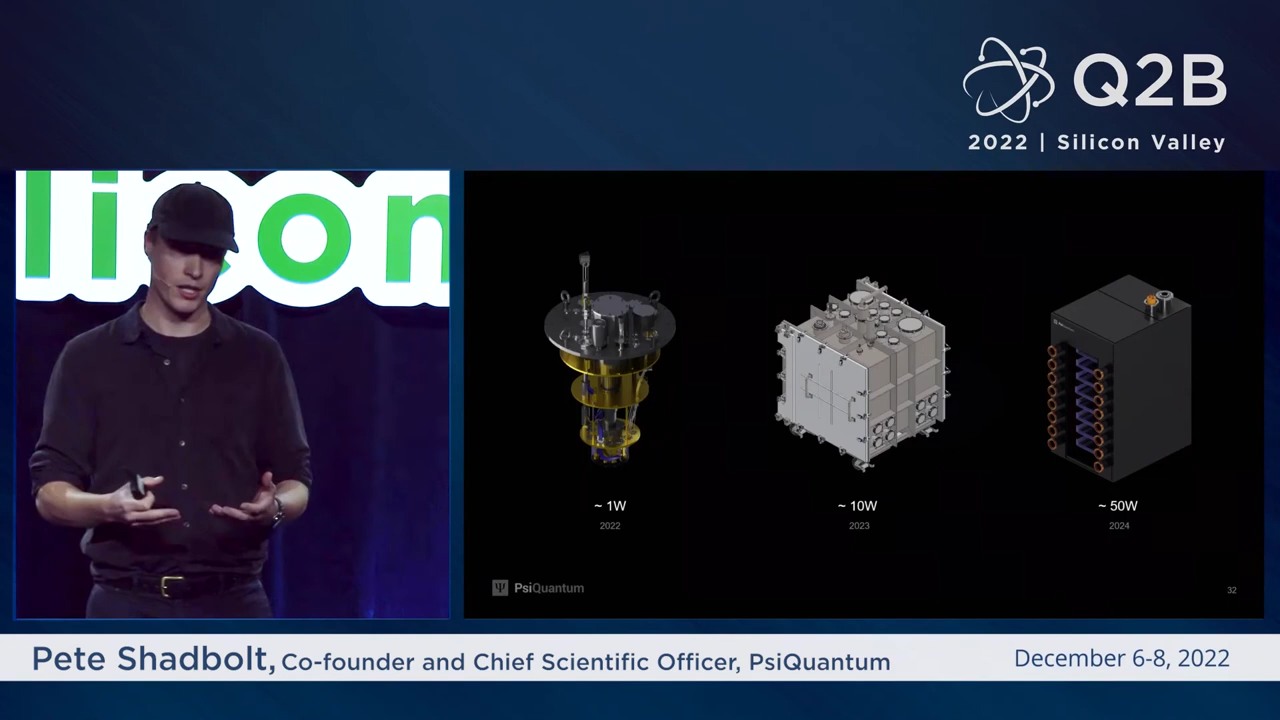 Q2B
2022 | Silicon Valley
licon
~ 1W
2022
~ 10W
2023
~ 50W
2024
PsiQuantum
32
Pete Shadbolt, Co-founder and Chief Scientific Officer, PsiQuantum
December 6-8, 2022